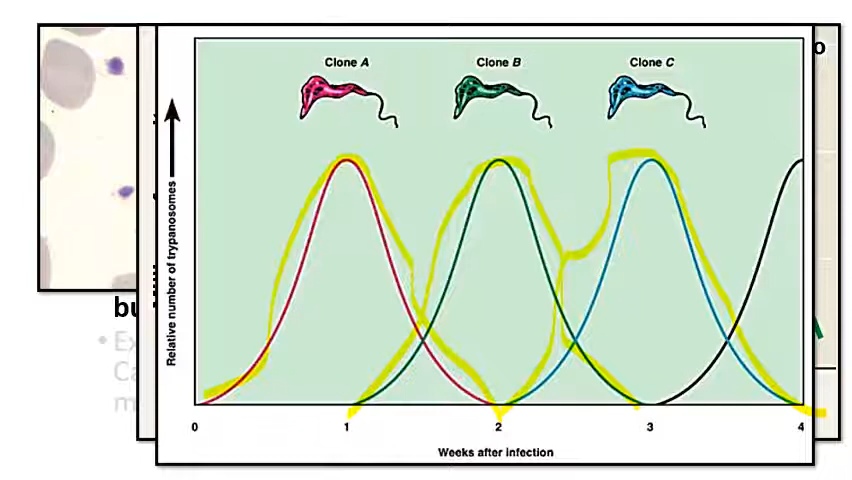 Clone A
Clone B
Clone C
Relative number of trypanosomes
0
1
2
3
4
Weeks after infection
bu
• Ex
Ca
m
o